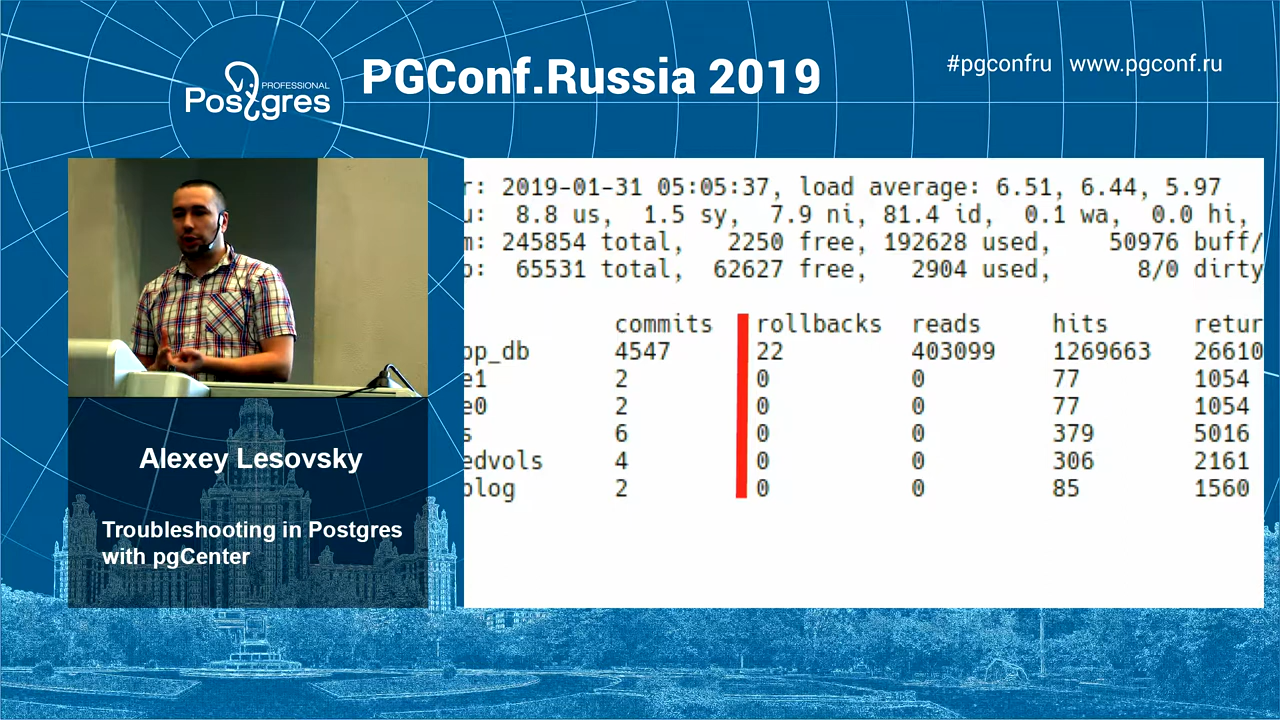 PROFESSIONAL
Postgres
PGConf.Russia 2019
#pgconfru www.pgconf.ru
r: 2019-01-31 05:05:37, load average: 6.51, 6.44, 5.97
u: 8.8 us, 1.5 sy, 7.9 ni, 81.4 id, 0.1 wa, 0.0 hi,
m: 245854 total, 2250 free, 192628 used, 50976 buff/
p: 65531 total, 62627 free, 2904 used, 8/0 dirty
commits rollbacks reads hits retur
op_db 4547 22 403099 1269663 26610
e1 2 0 0 77 1054
e0 2 0 0 77 1054
s 6 0 0 379 5016
edvols 4 0 0 306 2161
olog 2 0 0 85 1560
Alexey Lesovsky
Troubleshooting in Postgres
with pgCenter